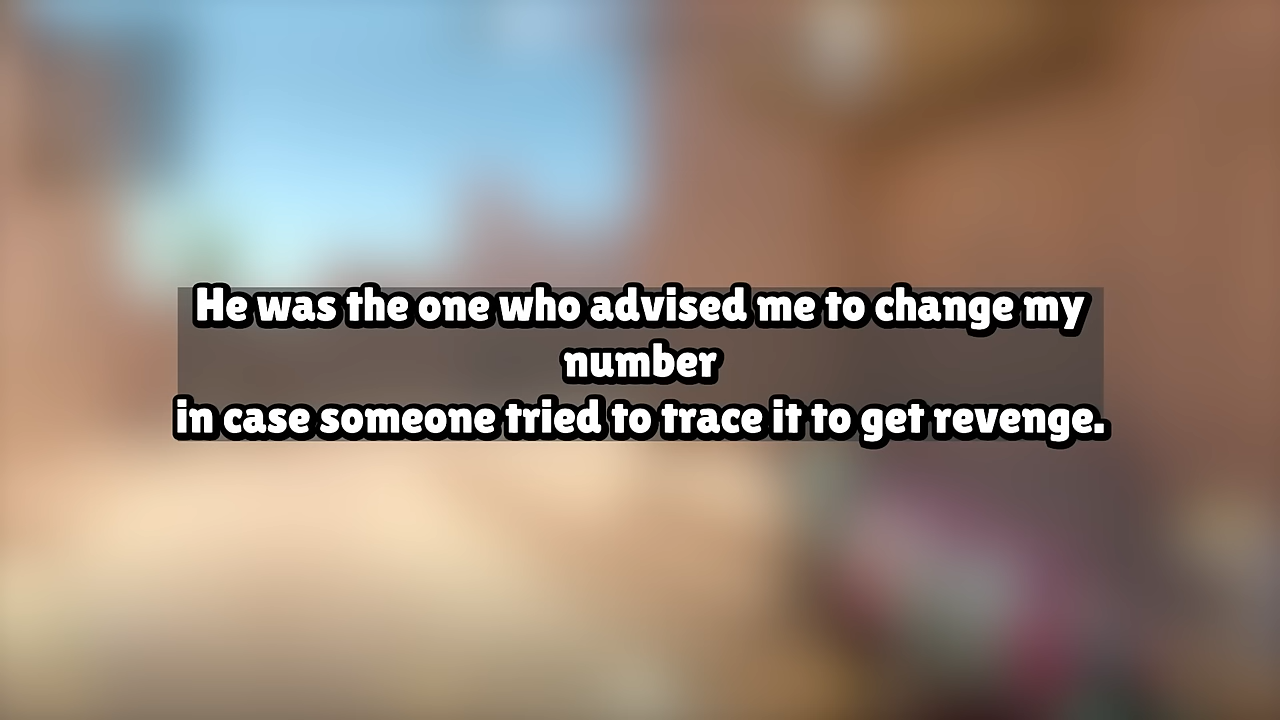 He was the one who advised me to change my
number
in case someone tried to trace it to get revenge.